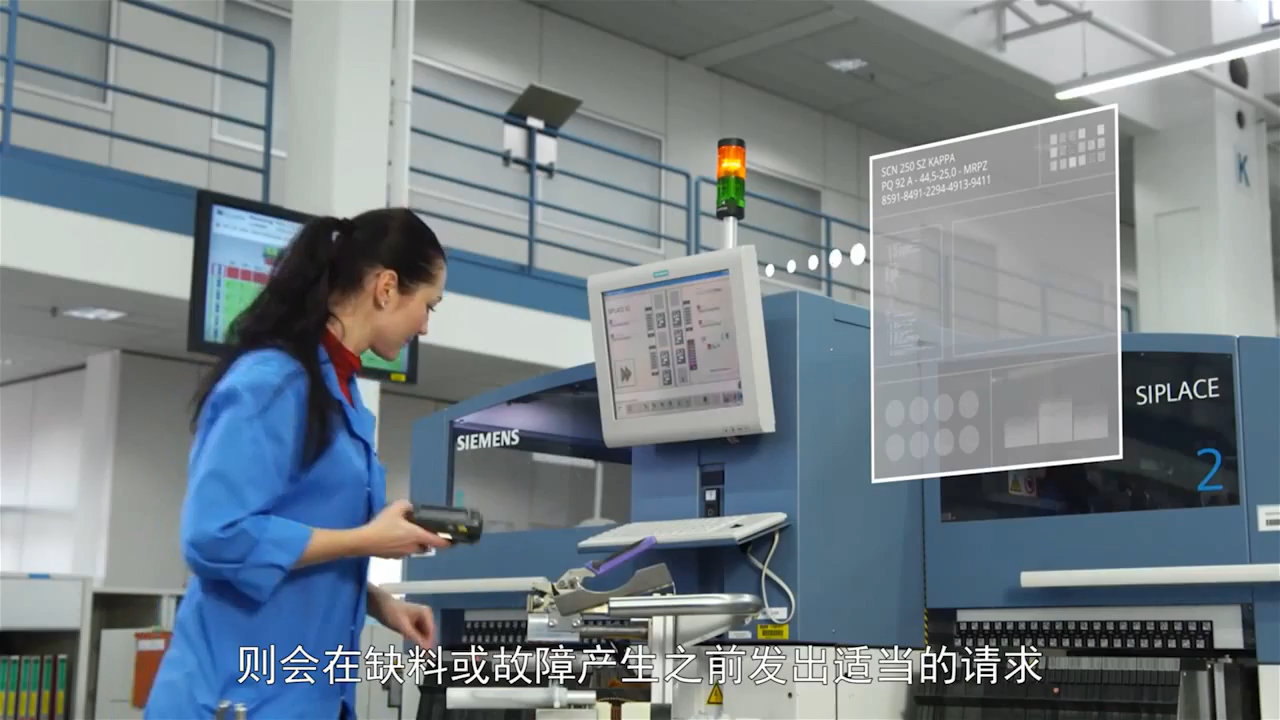 SCN 250 SZ KAPPA
PQ 92 A - 44,5-25,0 - MRPZ
8591-8491-2294-4913-9411
K
SIEMENS
SIPLACE
2
则会在缺料或故障产生之前发出适当的请求